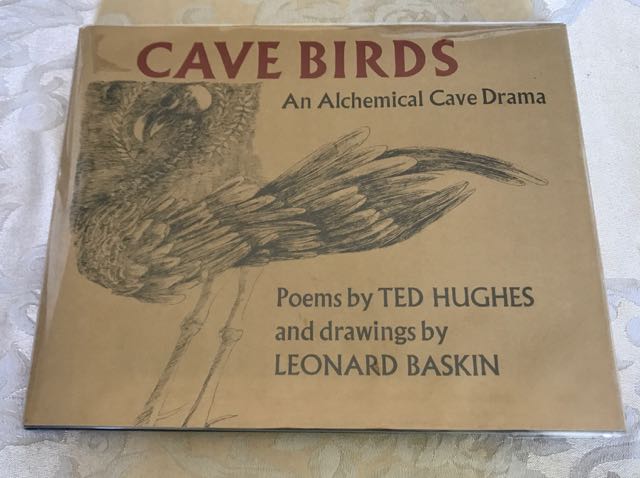 CAVE BIRDS
An Alchemical Cave Drama
Poems by TED HUGHES
and drawings by
LEONARD BASKIN